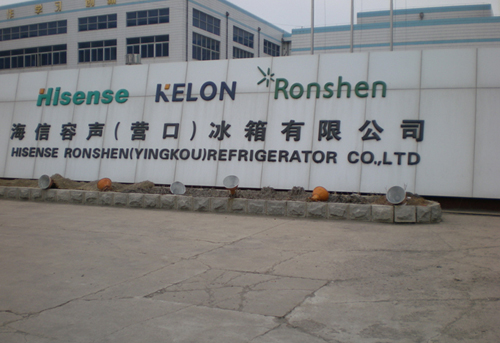 Hisense KELON Ronshen
海信容声(营口)冰箱有限公司
HISENSE RONSHEN(YINGKOU)REFRIGERATOR CO.,LTD